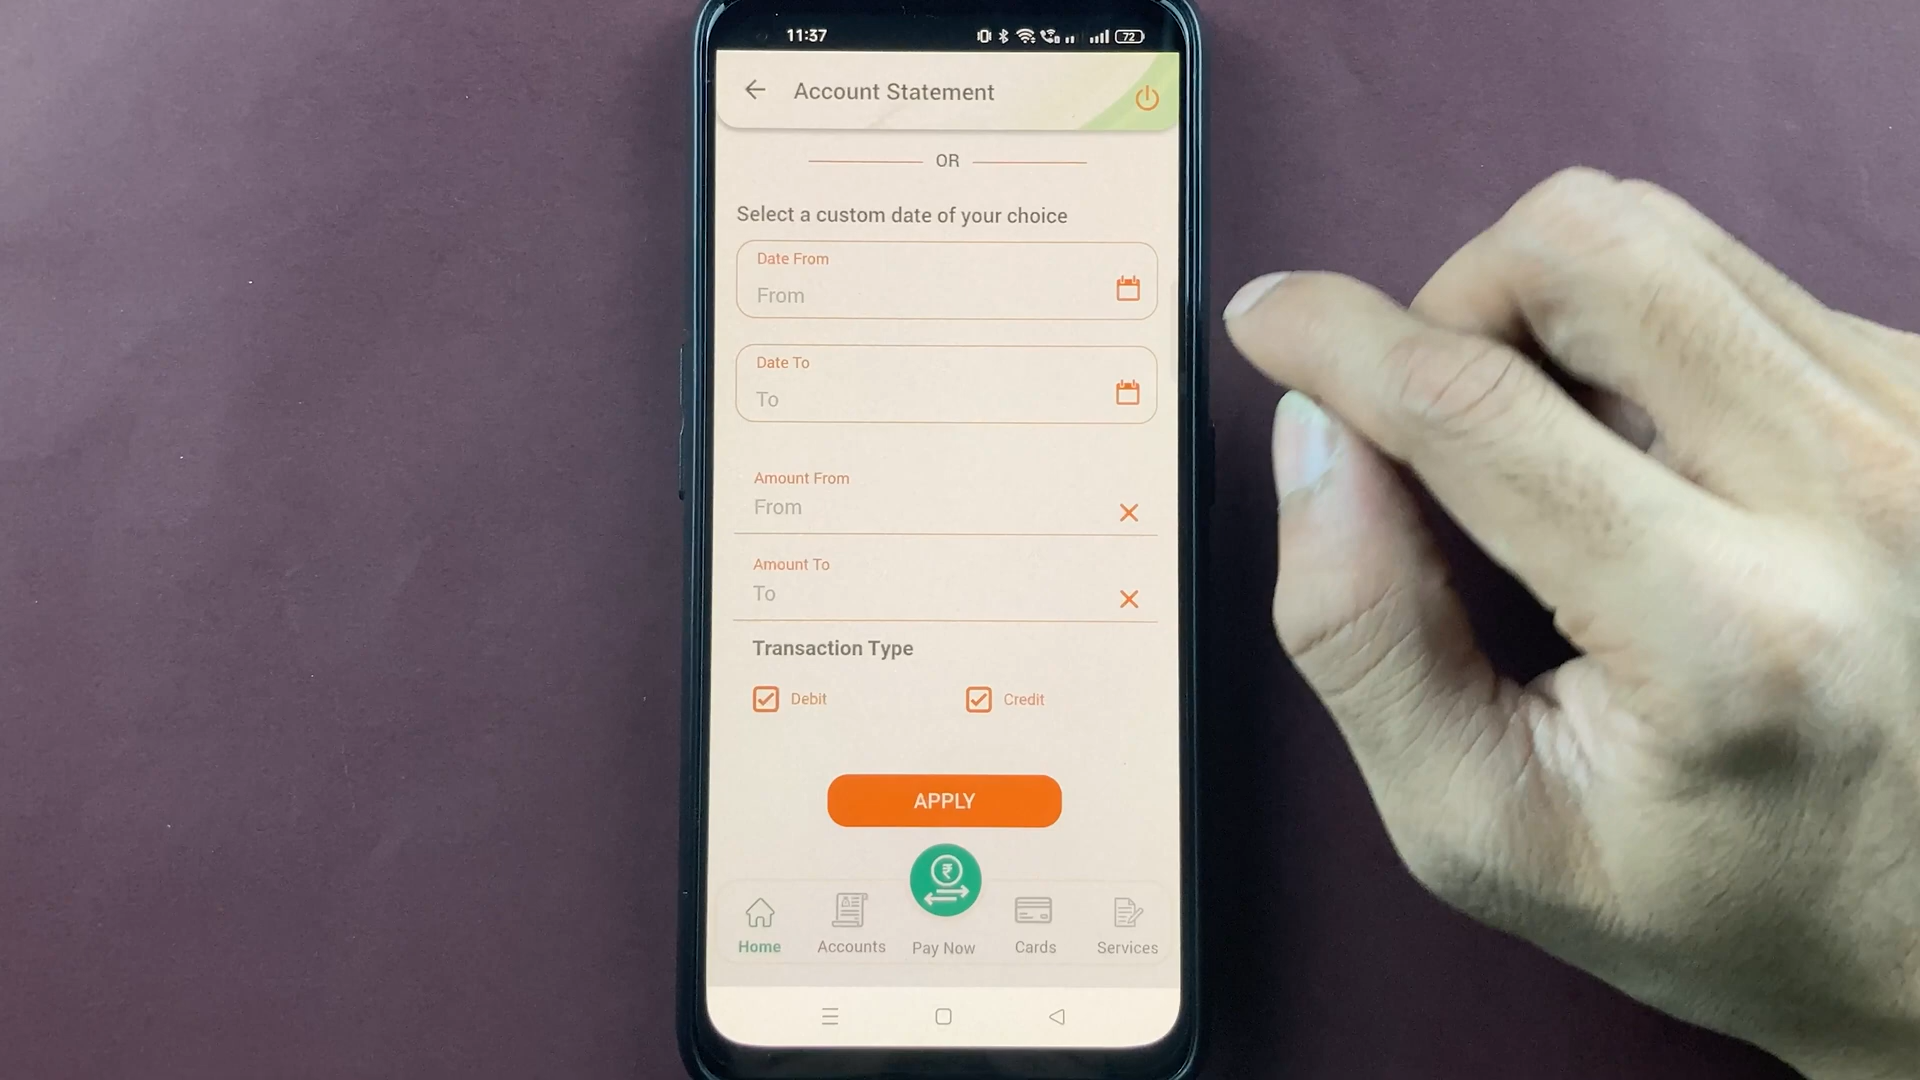 11:37
72
Account Statement
OR
Select a custom date of your choice
Date From
From
Date To
To
Amount From
From
Amount To
To
Transaction Type
Debit
Credit
APPLY
₹
Home
Accounts
Pay Now
Cards
Services